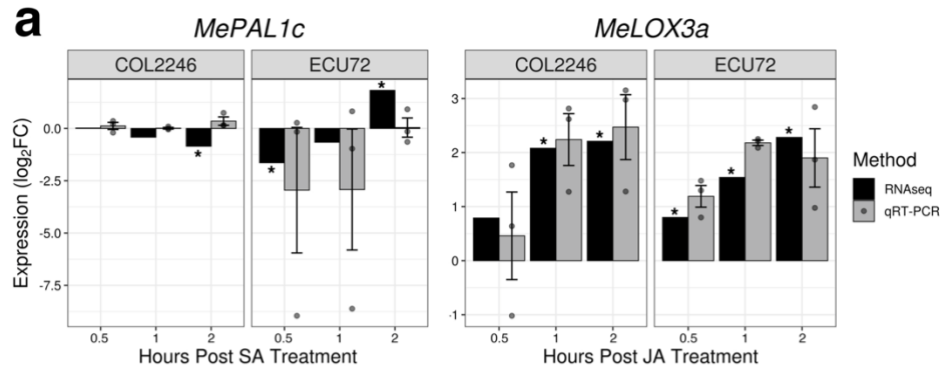 a
MePAL1c
MeLOX3a
COL2246
ECU72
COL2246
ECU72
Expression (log₂FC)
0.0
-2.5
-5.0
-7.5
*
*
*
3
2
1
0
-1
*
*
*
*
*
0.5 1 2
0.5 1 2
0.5 1 2
0.5 1 2
Hours Post SA Treatment
Hours Post JA Treatment
Method
RNAseq
qRT-PCR